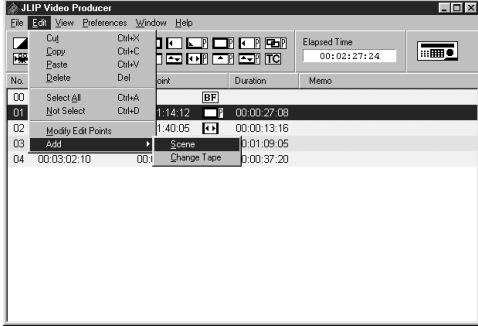 JLIP Video Producer
File Edit View Preferences Window Help
Cut Ctrl+X
Copy Ctrl+C
Paste Ctrl+V
Delete Del
Select All Ctrl+A
Not Select Ctrl+D
Modify Edit Points
Add
Scene
Change Tape
P P P P P
P P P P TC
Elapsed Time
00:02:27:24
No. oint Duration Memo
00 BF
01 1:14:12 P 00:00:27:08
02 1:40:05 00:00:13:16
03 0:01:09:05
04 00:03:02:10 00: 00:00:37:20